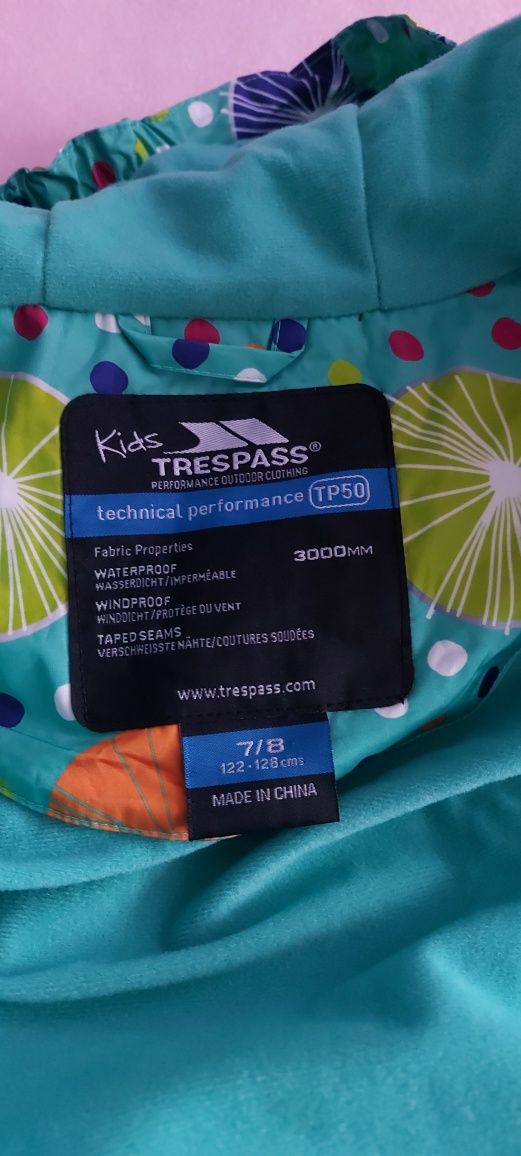 Kids
TRESPASS®
PERFORMANCE OUTDOOR CLOTHING
technical performance TP50
Fabric Properties
3000MM
WATERPROOF
WASSERDICHT/IMPERMÉABLE
WINDPROOF
WINDDICHT/PROTÈGE DU VENT
TAPED SEAMS
VERSCHWEISSTE NÄHTE/COUTURES SOUDÉES
www.trespass.com
7/8
122-128 cms
MADE IN CHINA